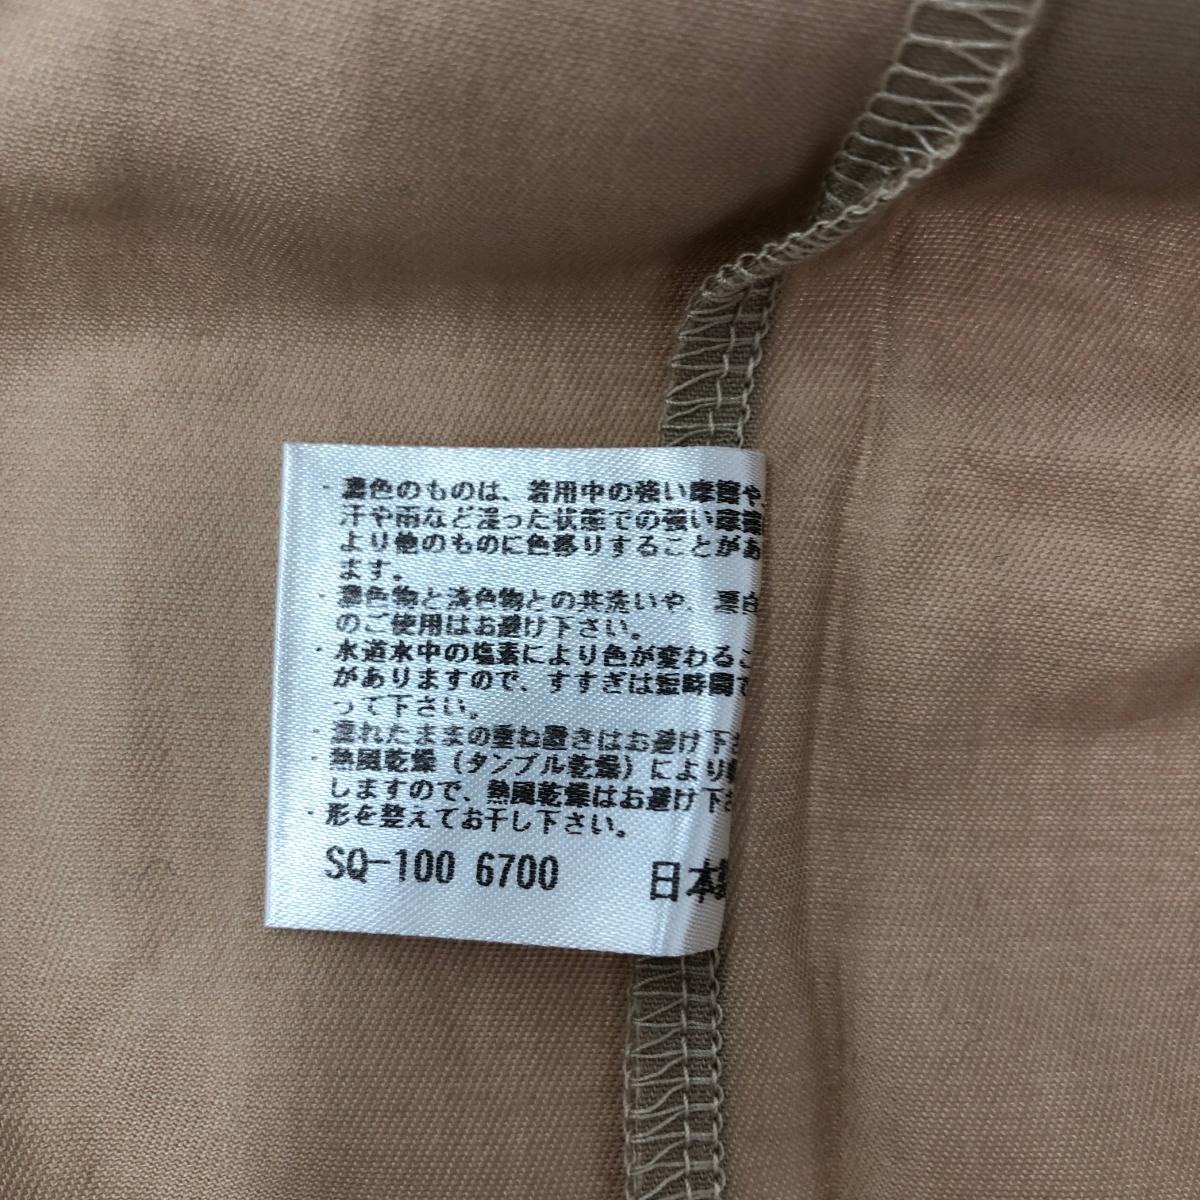 ・濃色のものは、着用中の強い摩擦や、
汗や雨など湿った状態での強い摩擦
より他のものに色移りすることがあ
ます。
・濃色物と淡色物との共洗いや、漂白
のご使用はお避け下さい。
・水道水中の塩素により色が変わるこ
がありますので、すすぎは短時間で
って下さい。
・濡れたままの重ね置きはお避け下さ
・熱風乾燥(タンブル乾燥)により
しますので、熱風乾燥はお避け下さ
・形を整えてお干し下さい。
SQ-100 6700 日本製